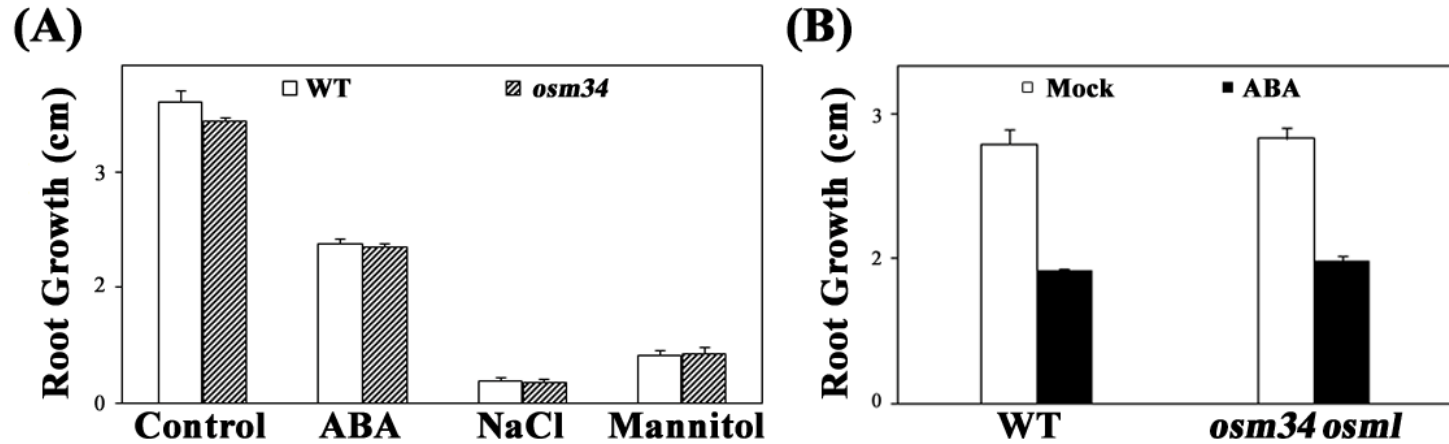 (A)
WT osm34
3
2
0
Root Growth (cm)
Control ABA NaCl Mannitol
(B)
Mock ABA
3
2
0
Root Growth (cm)
WT osm34 osml